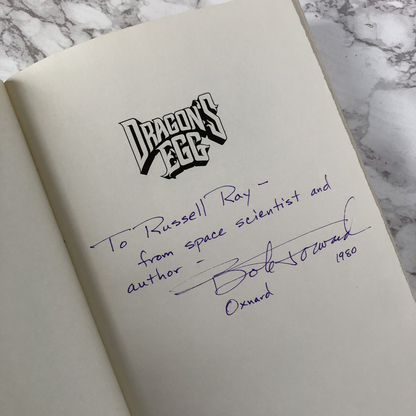 DRAGON'S
EGG
To Russell Ray –
from space scientist and
author –
Bob Forward
Oxnard
1980